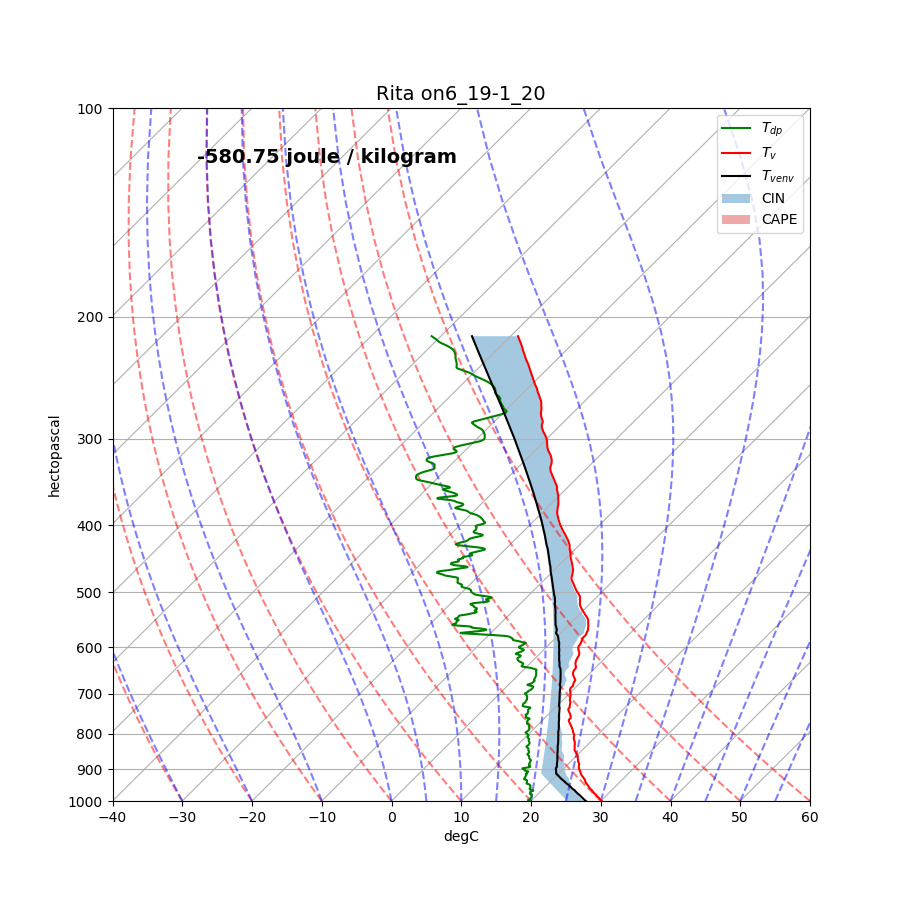 Rita on6_19-1_20
-580.75 joule / kilogram
T_dp
T_v
T_venv
CIN
CAPE
hectopascal
100
200
300
400
500
600
700
800
900
1000
−40 −30 −20 −10 0 10 20 30 40 50 60
degC